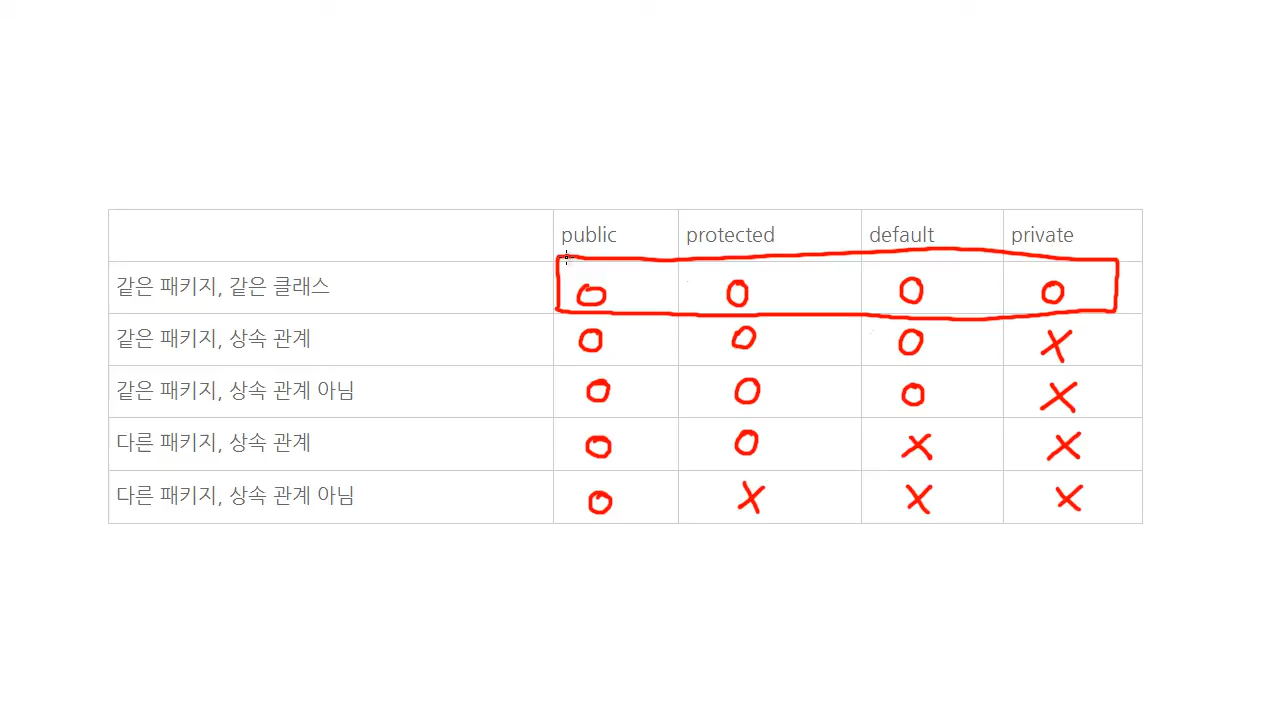 public protected default private
같은 패키지, 같은 클래스 O O O O
같은 패키지, 상속 관계 O O O X
같은 패키지, 상속 관계 아님 O O O X
다른 패키지, 상속 관계 O O X X
다른 패키지, 상속 관계 아님 O X X X